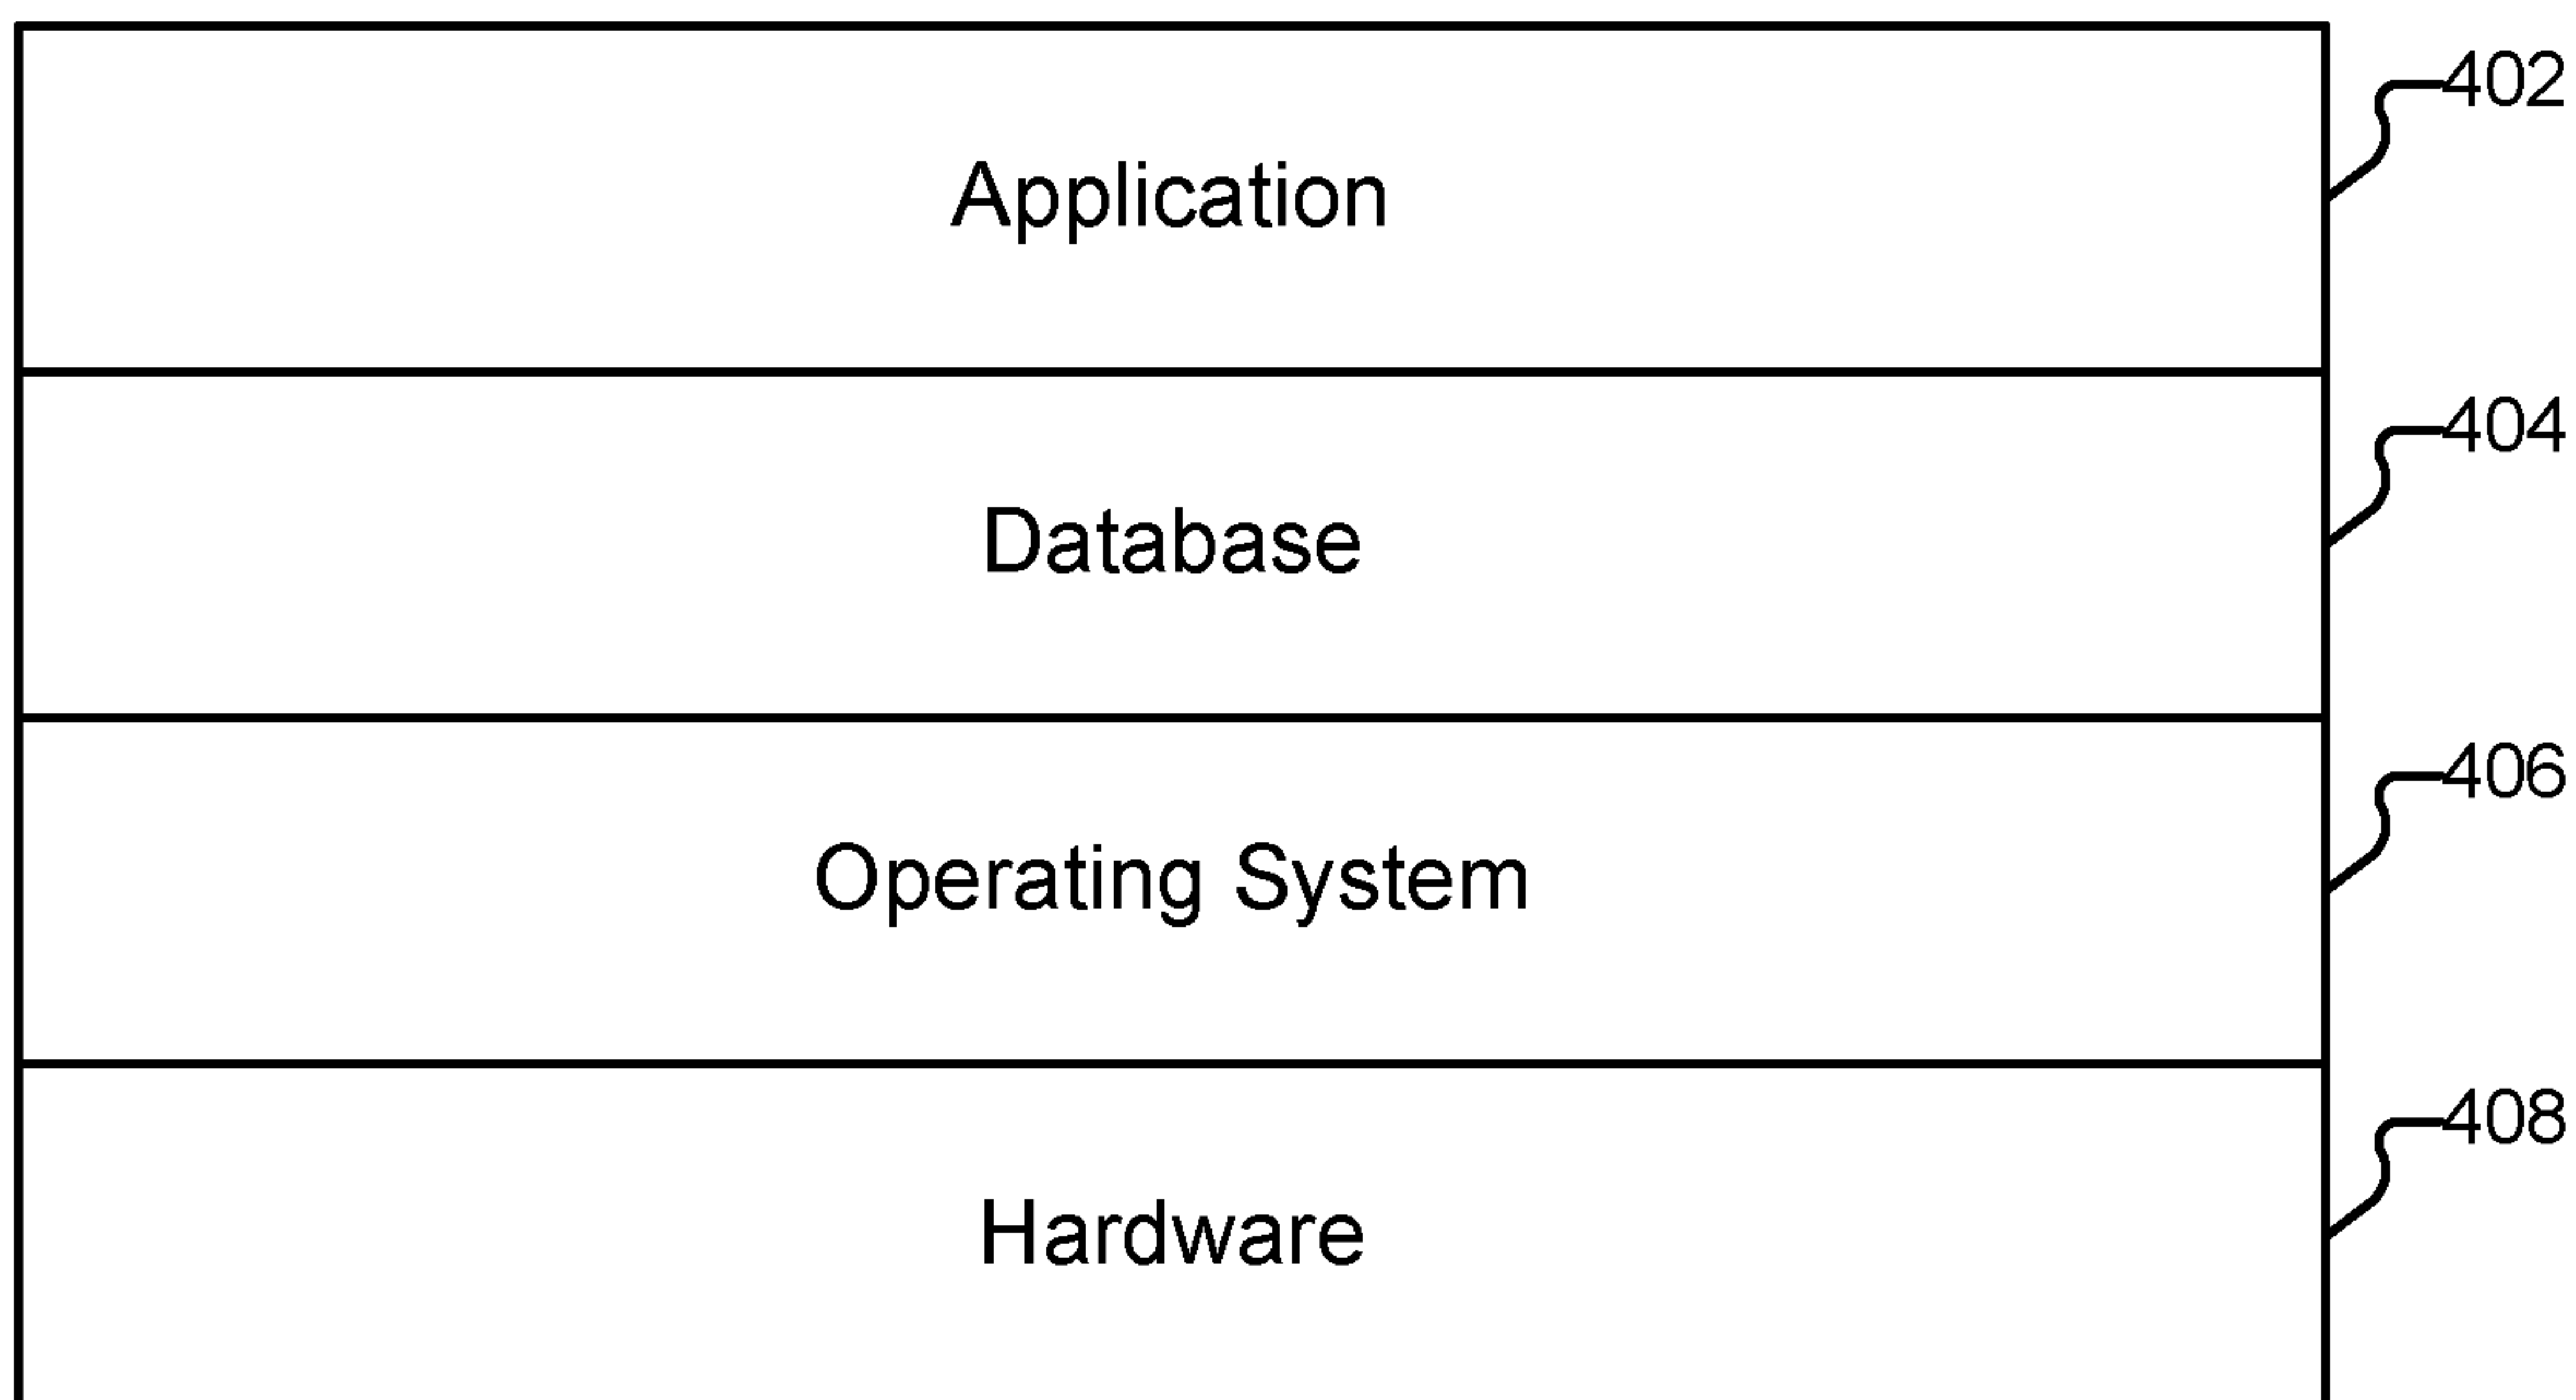 402
Application
404
Database
406
Operating System
408
Hardware